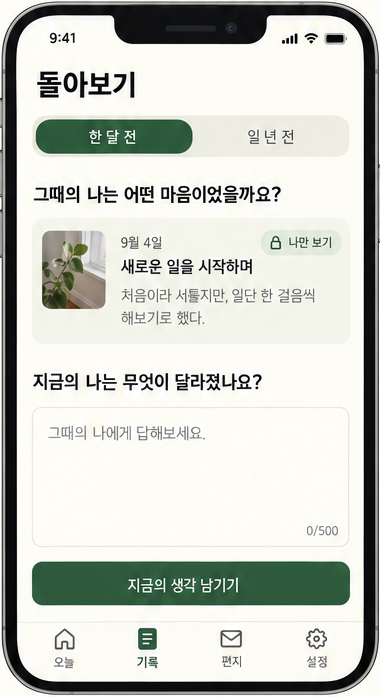 9:41
돌아보기
한 달 전
일 년 전
그때의 나는 어떤 마음이었을까요?
9월 4일
나만 보기
새로운 일을 시작하며
처음이라 서툴지만, 일단 한 걸음씩
해보기로 했다.
지금의 나는 무엇이 달라졌나요?
그때의 나에게 답해보세요.
0/500
지금의 생각 남기기
오늘
기록
편지
설정